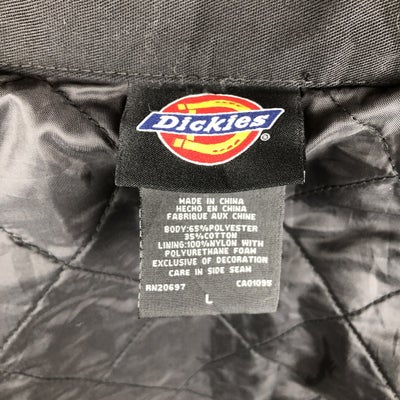 Dickies
®
MADE IN CHINA
HECHO EN CHINA
FABRIQUE AUX CHINE
BODY:65%POLYESTER
35%COTTON
LINING:100%NYLON WITH
POLYURETHANE FOAM
EXCLUSIVE OF DECORATION
CARE IN SIDE SEAM
RN20697 CA01095
L